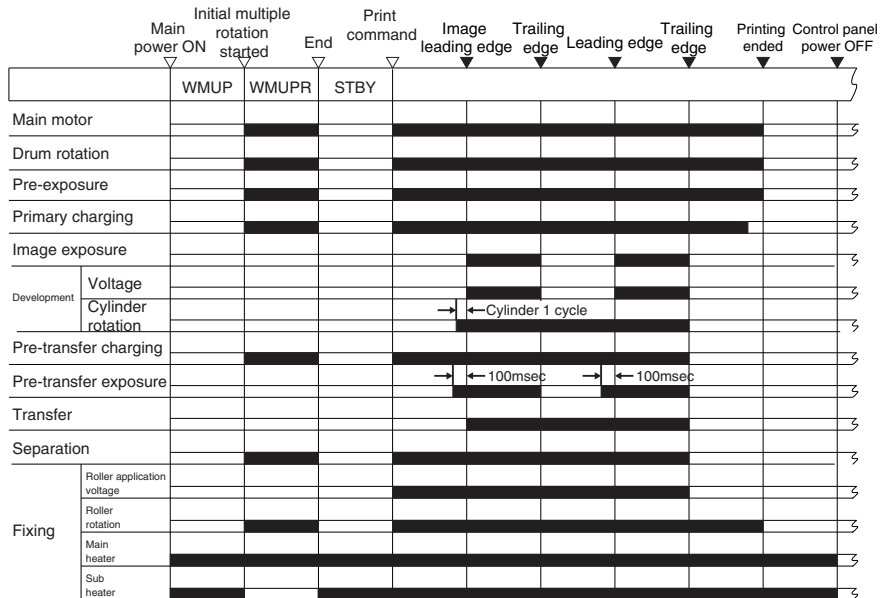 Main
power ON
Initial multiple
rotation
started
End
Print
command
Image
leading edge
Trailing
edge
Leading edge
Trailing
edge
Printing
ended
Control panel
power OFF
WMUP
WMUPR
STBY
Main motor
Drum rotation
Pre-exposure
Primary charging
Image exposure
Development
Voltage
Cylinder
rotation
Cylinder 1 cycle
Pre-transfer charging
Pre-transfer exposure
100msec
100msec
Transfer
Separation
Fixing
Roller application
voltage
Roller
rotation
Main
heater
Sub
heater